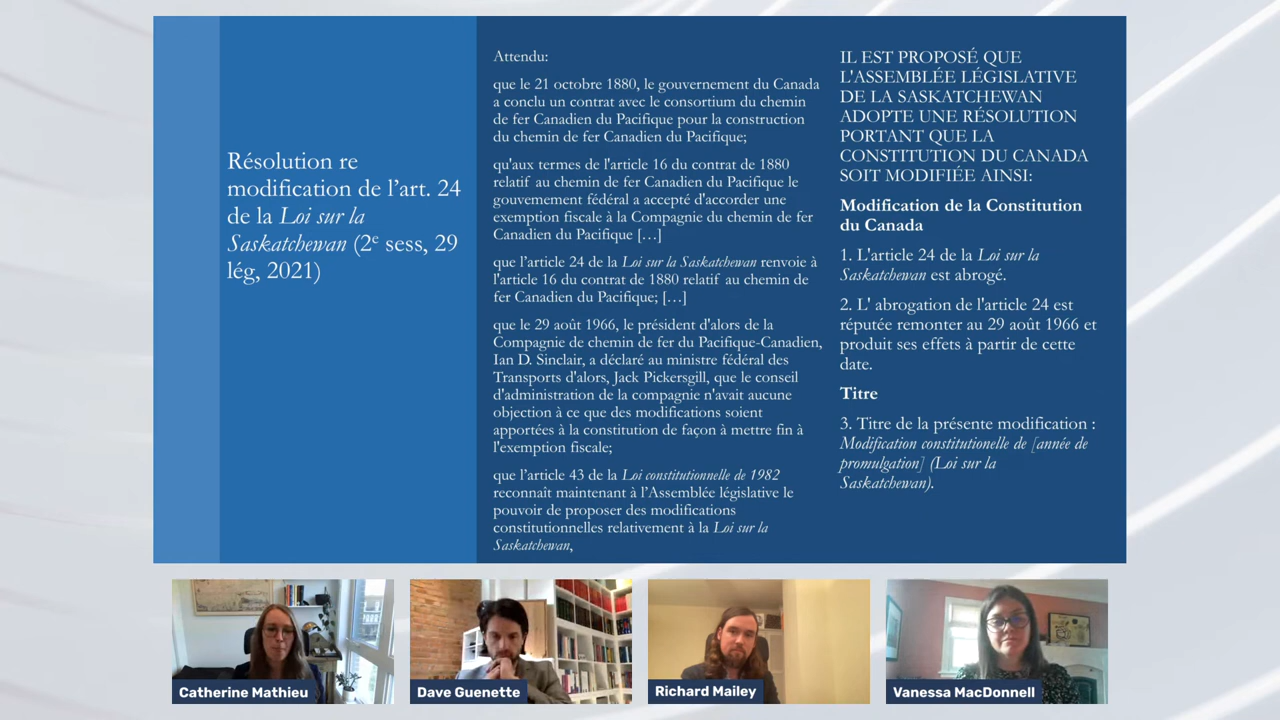 Résolution re
modification de l’art. 24
de la Loi sur la
Saskatchewan (2e sess, 29
lég, 2021)
Attendu:
que le 21 octobre 1880, le gouvernement du Canada
a conclu un contrat avec le consortium du chemin
de fer Canadien du Pacifique pour la construction
du chemin de fer Canadien du Pacifique;
qu'aux termes de l'article 16 du contrat de 1880
relatif au chemin de fer Canadien du Pacifique le
gouvemement fédéral a accepté d'accorder une
exemption fiscale à la Compagnie du chemin de fer
Canadien du Pacifique […]
que l’article 24 de la Loi sur la Saskatchewan renvoie à
l'article 16 du contrat de 1880 relatif au chemin de
fer Canadien du Pacifique; […]
que le 29 août 1966, le président d'alors de la
Compagnie de chemin de fer du Pacifique-Canadien,
Ian D. Sinclair, a déclaré au ministre fédéral des
Transports d'alors, Jack Pickersgill, que le conseil
d'administration de la compagnie n'avait aucune
objection à ce que des modifications soient
apportées à la constitution de façon à mettre fin à
l'exemption fiscale;
que l’article 43 de la Loi constitutionnelle de 1982
reconnaît maintenant à l’Assemblée législative le
pouvoir de proposer des modifications
constitutionnelles relativement à la Loi sur la
Saskatchewan,
IL EST PROPOSÉ QUE
L'ASSEMBLÉE LÉGISLATIVE
DE LA SASKATCHEWAN
ADOPTE UNE RÉSOLUTION
PORTANT QUE LA
CONSTITUTION DU CANADA
SOIT MODIFIÉE AINSI:
Modification de la Constitution
du Canada
1. L'article 24 de la Loi sur la
Saskatchewan est abrogé.
2. L' abrogation de l'article 24 est
réputée remonter au 29 août 1966 et
produit ses effets à partir de cette
date.
Titre
3. Titre de la présente modification :
Modification constitutionelle de [année de
promulgation] (Loi sur la
Saskatchewan).
Catherine Mathieu
Dave Guenette
Richard Mailey
Vanessa MacDonnell